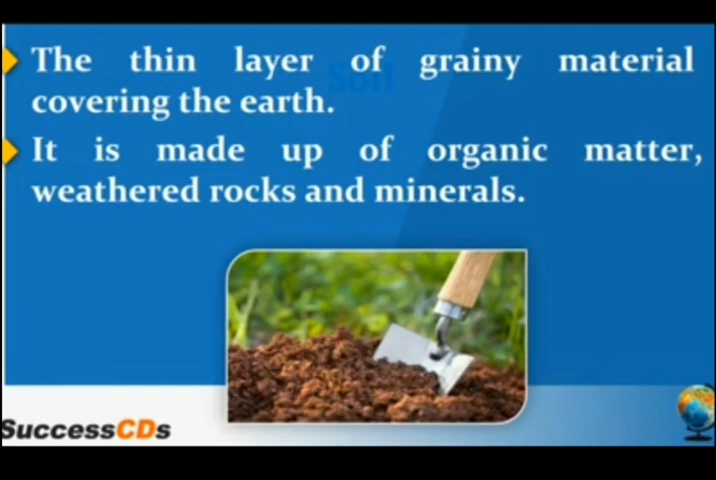 Soil
The thin layer of grainy material
covering the earth.
It is made up of organic matter,
weathered rocks and minerals.
SuccessCDs